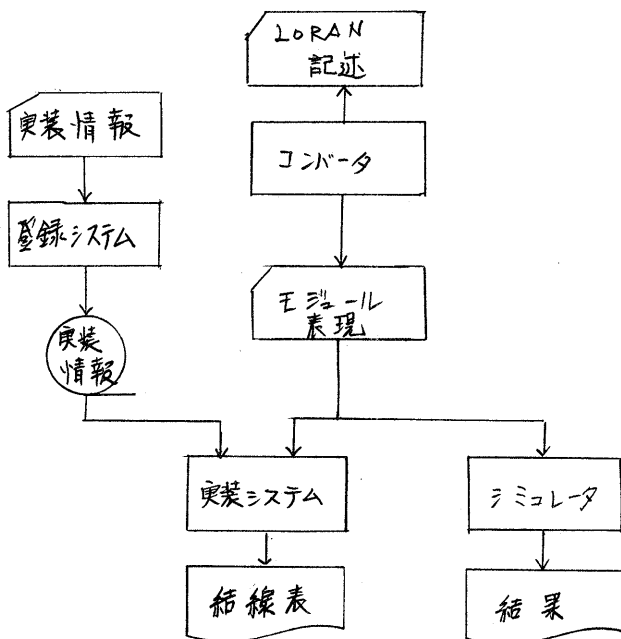 LORAN
記述
実装情報
コンバータ
登録システム
モジュール
表現
実装
情報
実装システム
シミュレータ
結線表
結果